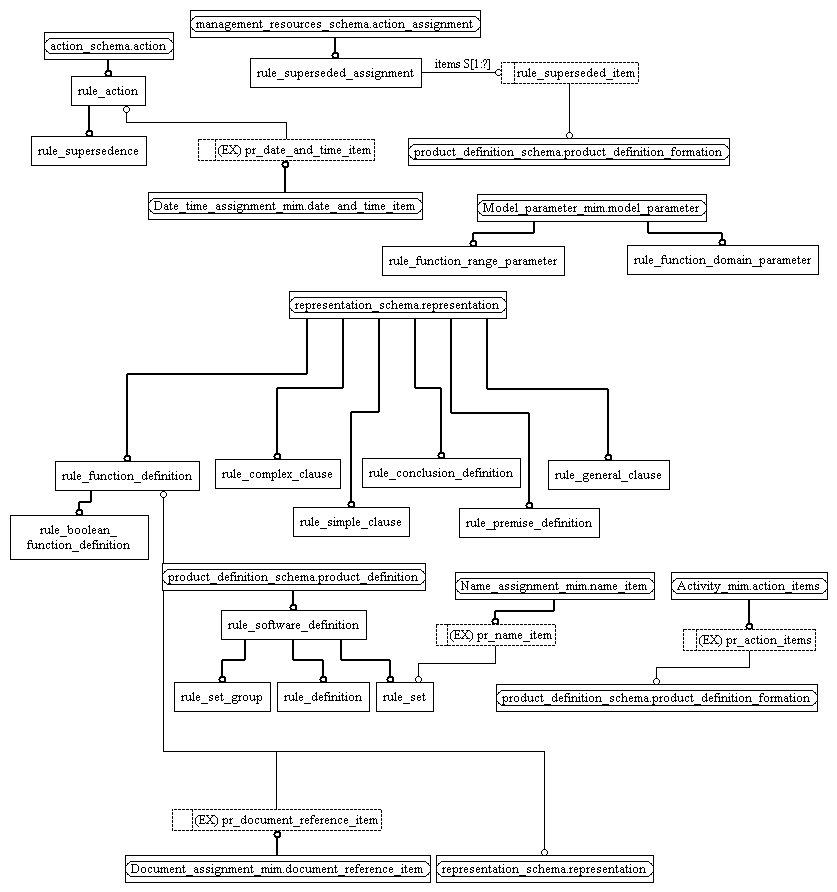 management_resources_schema.action_assignment
action_schema.action
rule_superseded_assignment
items S[1:?]
rule_superseded_item
rule_action
rule_supersedence
(EX) pr_date_and_time_item
product_definition_schema.product_definition_formation
Date_time_assignment_mim.date_and_time_item
Model_parameter_mim.model_parameter
rule_function_range_parameter
rule_function_domain_parameter
representation_schema.representation
rule_function_definition
rule_complex_clause
rule_conclusion_definition
rule_general_clause
rule_simple_clause
rule_premise_definition
rule_boolean_
function_definition
product_definition_schema.product_definition
Name_assignment_mim.name_item
Activity_mim.action_items
rule_software_definition
(EX) pr_name_item
(EX) pr_action_items
rule_set_group
rule_definition
rule_set
product_definition_schema.product_definition_formation
(EX) pr_document_reference_item
Document_assignment_mim.document_reference_item
representation_schema.representation